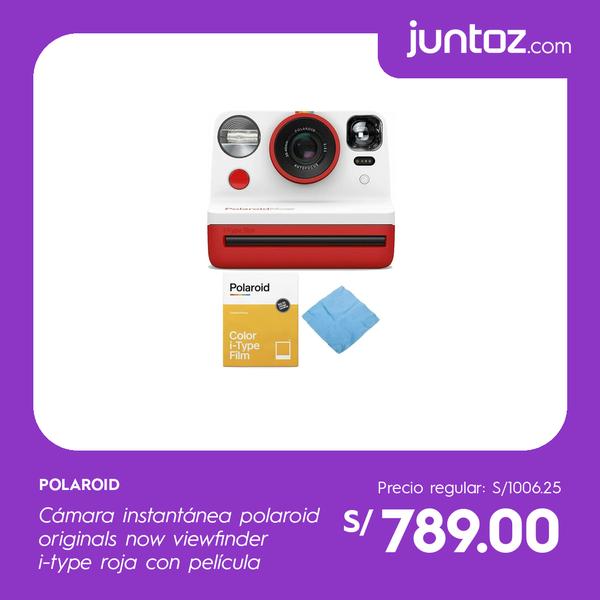 juntoz.com
Polaroid
Color
i-Type
Film
POLAROID
Cámara instantánea polaroid
originals now viewfinder
i-type roja con película
Precio regular: S/1006.25
S/789.00